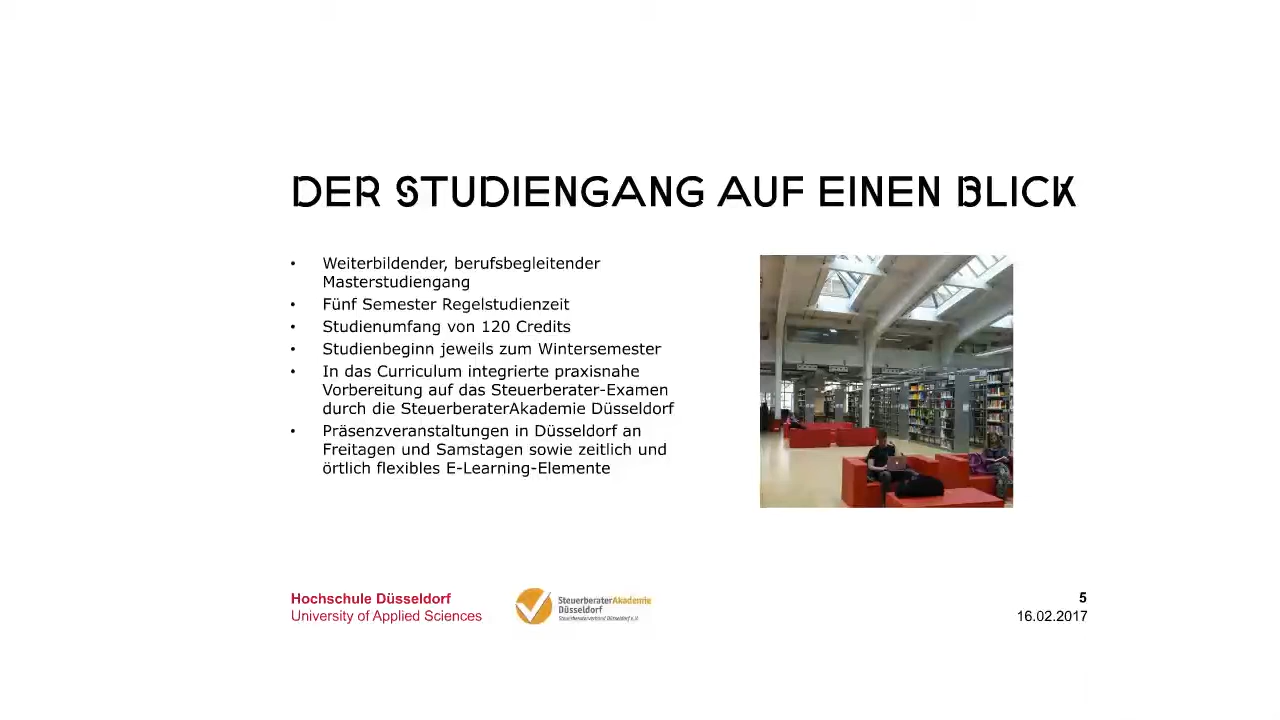 DER STUDIENGANG AUF EINEN BLICK
• Weiterbildender, berufsbegleitender
Masterstudiengang
• Fünf Semester Regelstudienzeit
• Studienumfang von 120 Credits
• Studienbeginn jeweils zum Wintersemester
• In das Curriculum integrierte praxisnahe
Vorbereitung auf das Steuerberater-Examen
durch die SteuerberaterAkademie Düsseldorf
• Präsenzveranstaltungen in Düsseldorf an
Freitagen und Samstagen sowie zeitlich und
örtlich flexibles E-Learning-Elemente
Hochschule Düsseldorf
University of Applied Sciences
SteuerberaterAkademie
Düsseldorf
Steuerberaterverband Düsseldorf e.V.
5
16.02.2017